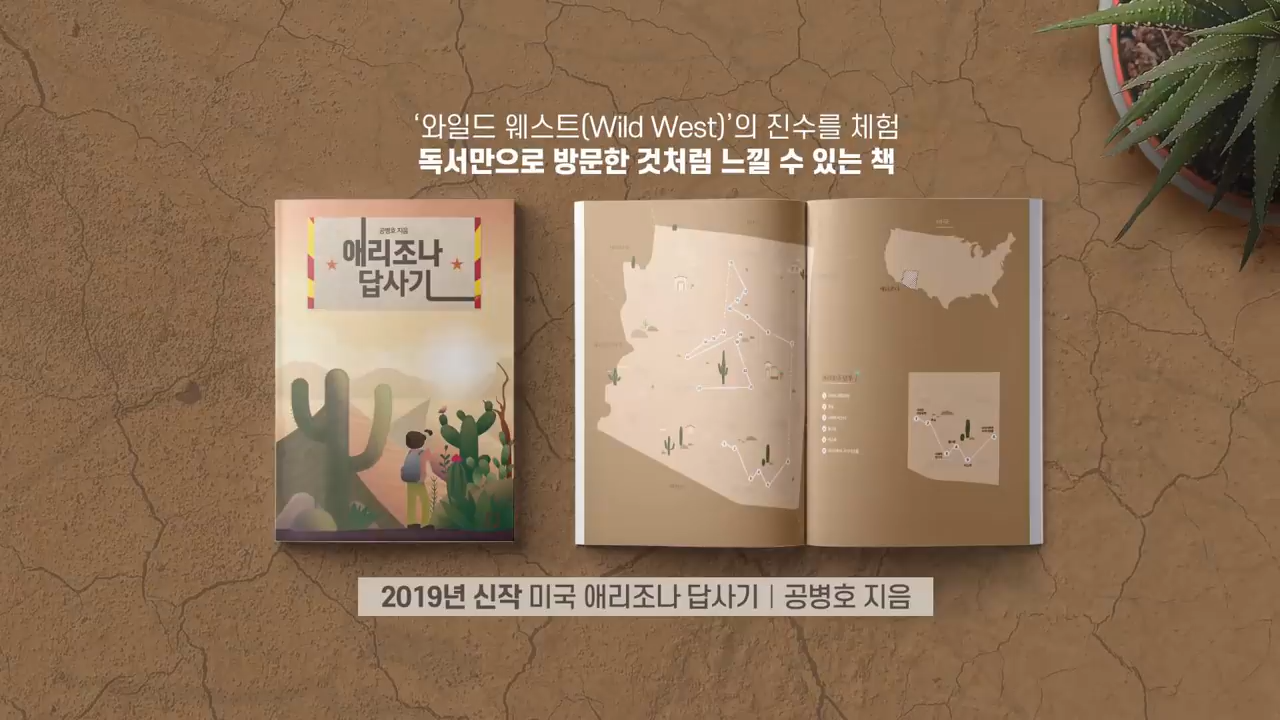 ‘와일드 웨스트(Wild West)’의 진수를 체험
독서만으로 방문한 것처럼 느낄 수 있는 책
공병호 지음
애리조나
답사기
2019년 신작 미국 애리조나 답사기 | 공병호 지음